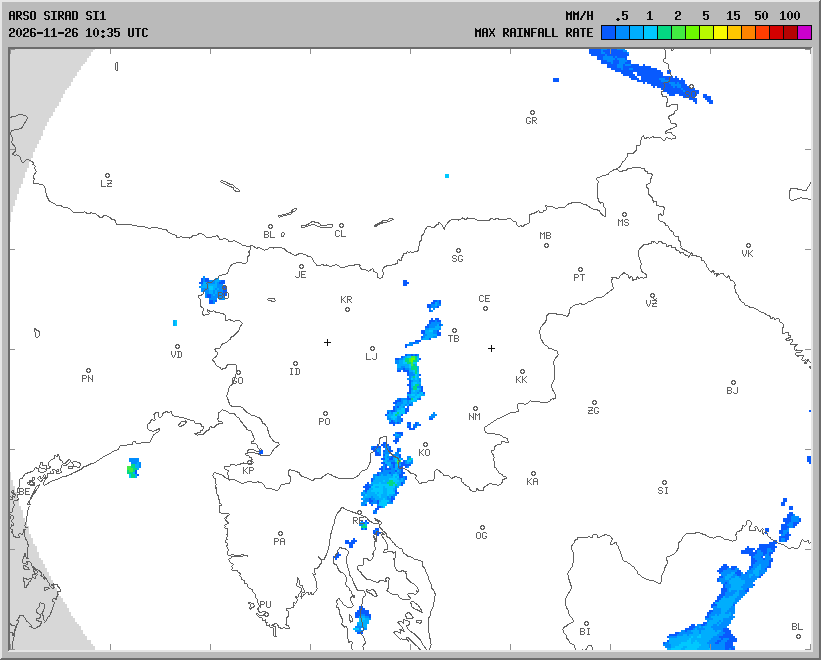 ARSO SIRAD SI1
MM/H .5 1 2 5 15 50 100
2026-11-26 10:35 UTC
MAX RAINFALL RATE
GR
LZ
MS
BL
CL
MB
VK
SG
JE
PT
KR
CE
VZ
TB
VD
LJ
ID
PN
GO
KK
BJ
ZG
PO
NM
KO
KP
KA
BE
SI
RE
OG
PA
PU
BI
BL